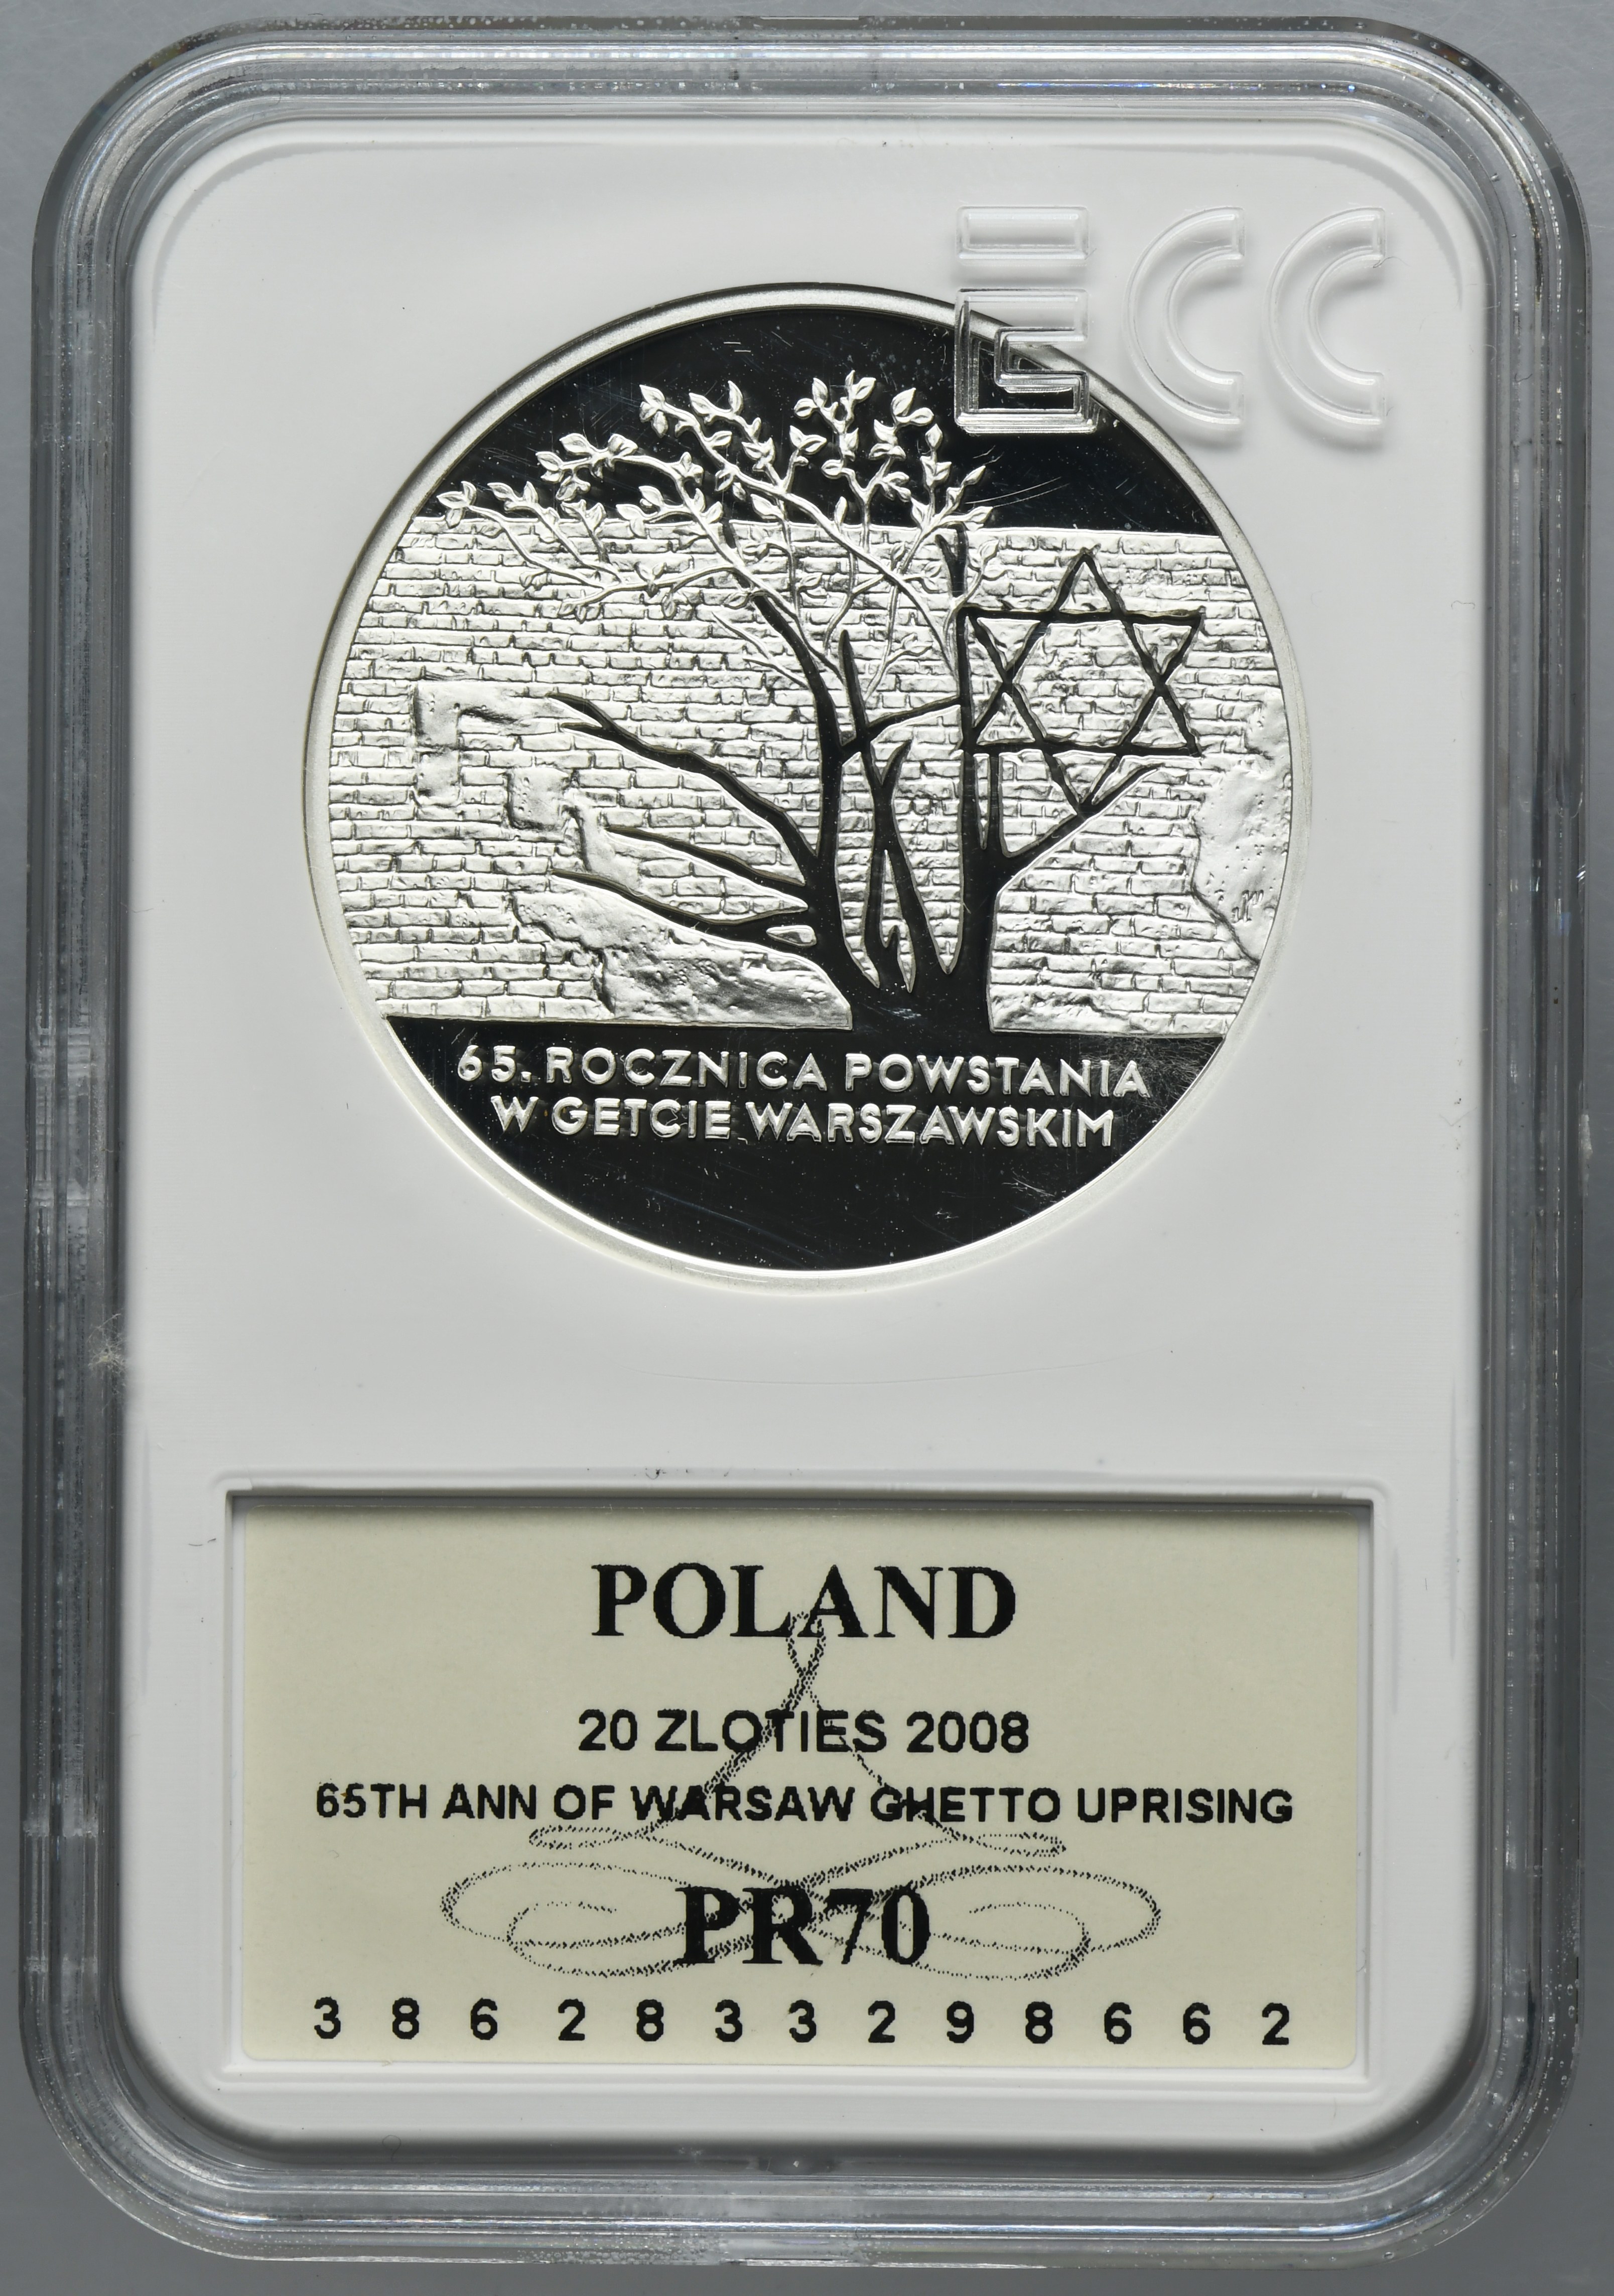 ECC
65. ROCZNICA POWSTANIA
W GETCIE WARSZAWSKIM
POLAND
20 ZLOTIES 2008
65TH ANN OF WARSAW GHETTO UPRISING
PR70
3 8 6 2 8 3 3 2 9 8 6 6 2